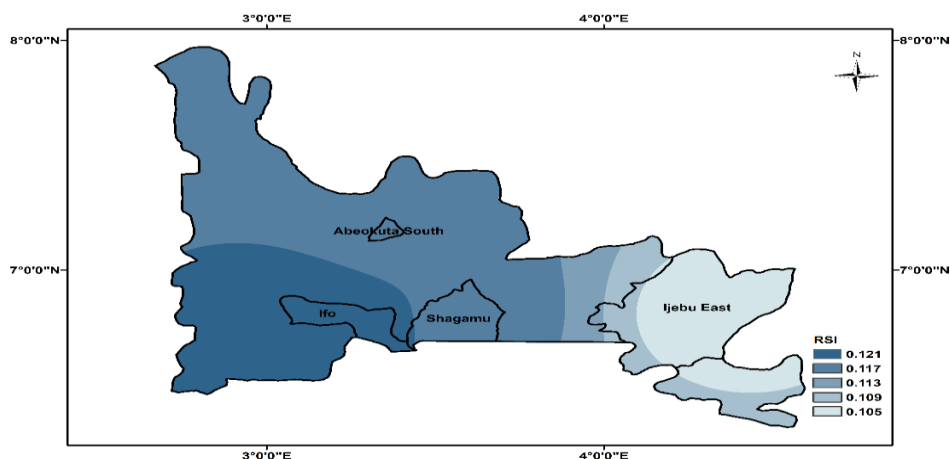 3°0'0"E 4°0'0"E
8°0'0"N 8°0'0"N
N
Abeokuta South
7°0'0"N 7°0'0"N
Ifo Shagamu Ijebu East
RSI
0.121
0.117
0.113
0.109
0.105
3°0'0"E 4°0'0"E